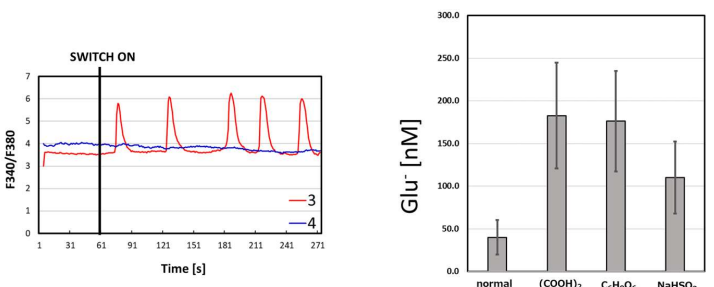 SWITCH ON
F340/F380
7
6
5
4
3
2
1
0
3
4
1 31 61 91 121 151 181 211 241 271
Time [s]
Glu⁻ [nM]
300.0
250.0
200.0
150.0
100.0
50.0
0.0
normal (COOH)₂